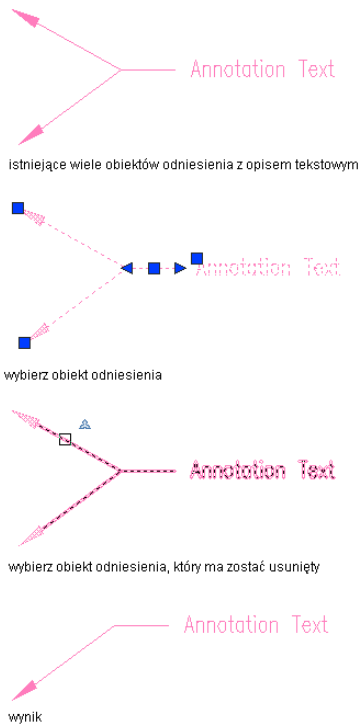 Annotation Text
istniejące wiele obiektów odniesienia z opisem tekstowym
Annotation Text
wybierz obiekt odniesienia
Annotation Text
wybierz obiekt odniesienia, który ma zostać usunięty
Annotation Text
wynik